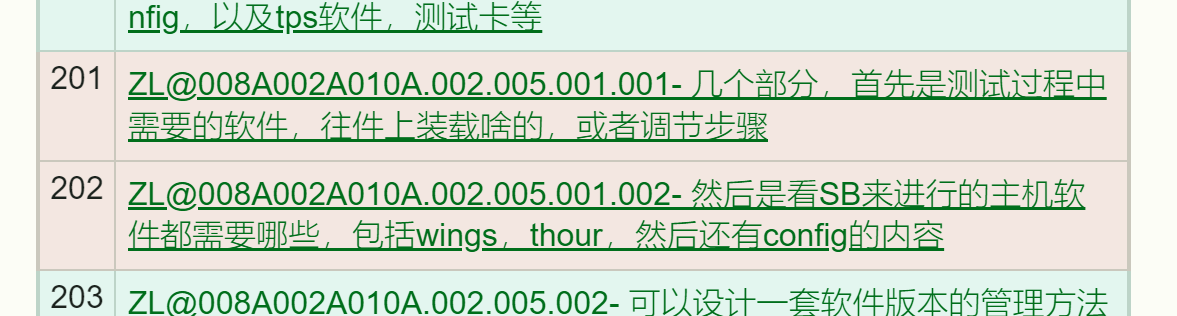 nfig，以及tps软件，测试卡等
201 ZL@008A002A010A.002.005.001.001- 几个部分，首先是测试过程中
需要的软件，往件上装载啥的，或者调节步骤
202 ZL@008A002A010A.002.005.001.002- 然后是看SB来进行的主机软
件都需要哪些，包括wings，thour，然后还有config的内容
203 ZL@008A002A010A.002.005.002- 可以设计一套软件版本的管理方法